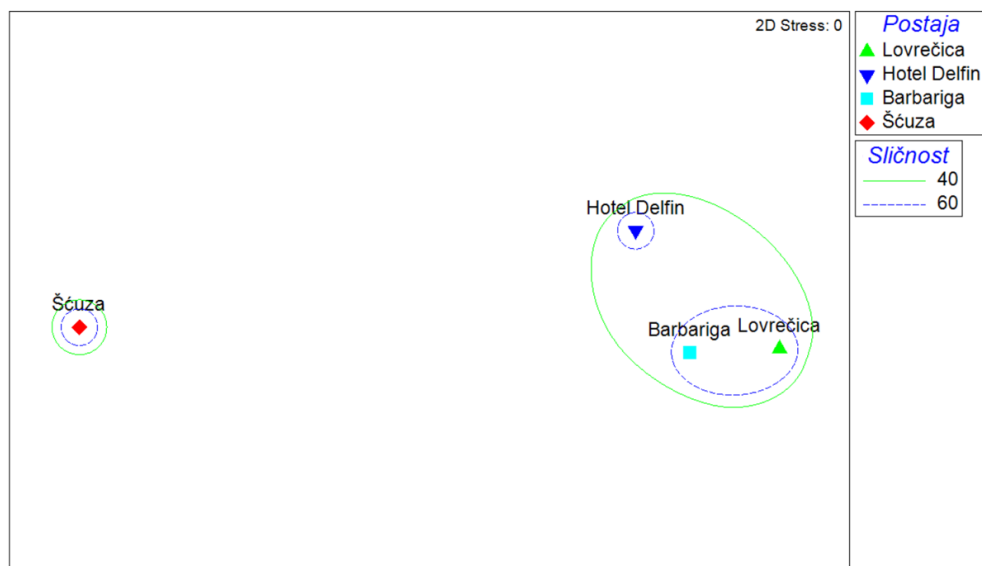 2D Stress: 0
Postaja
Lovrečica
Hotel Delfin
Barbariga
Šćuza
Sličnost
40
60
Hotel Delfin
Šćuza
Barbariga
Lovrečica